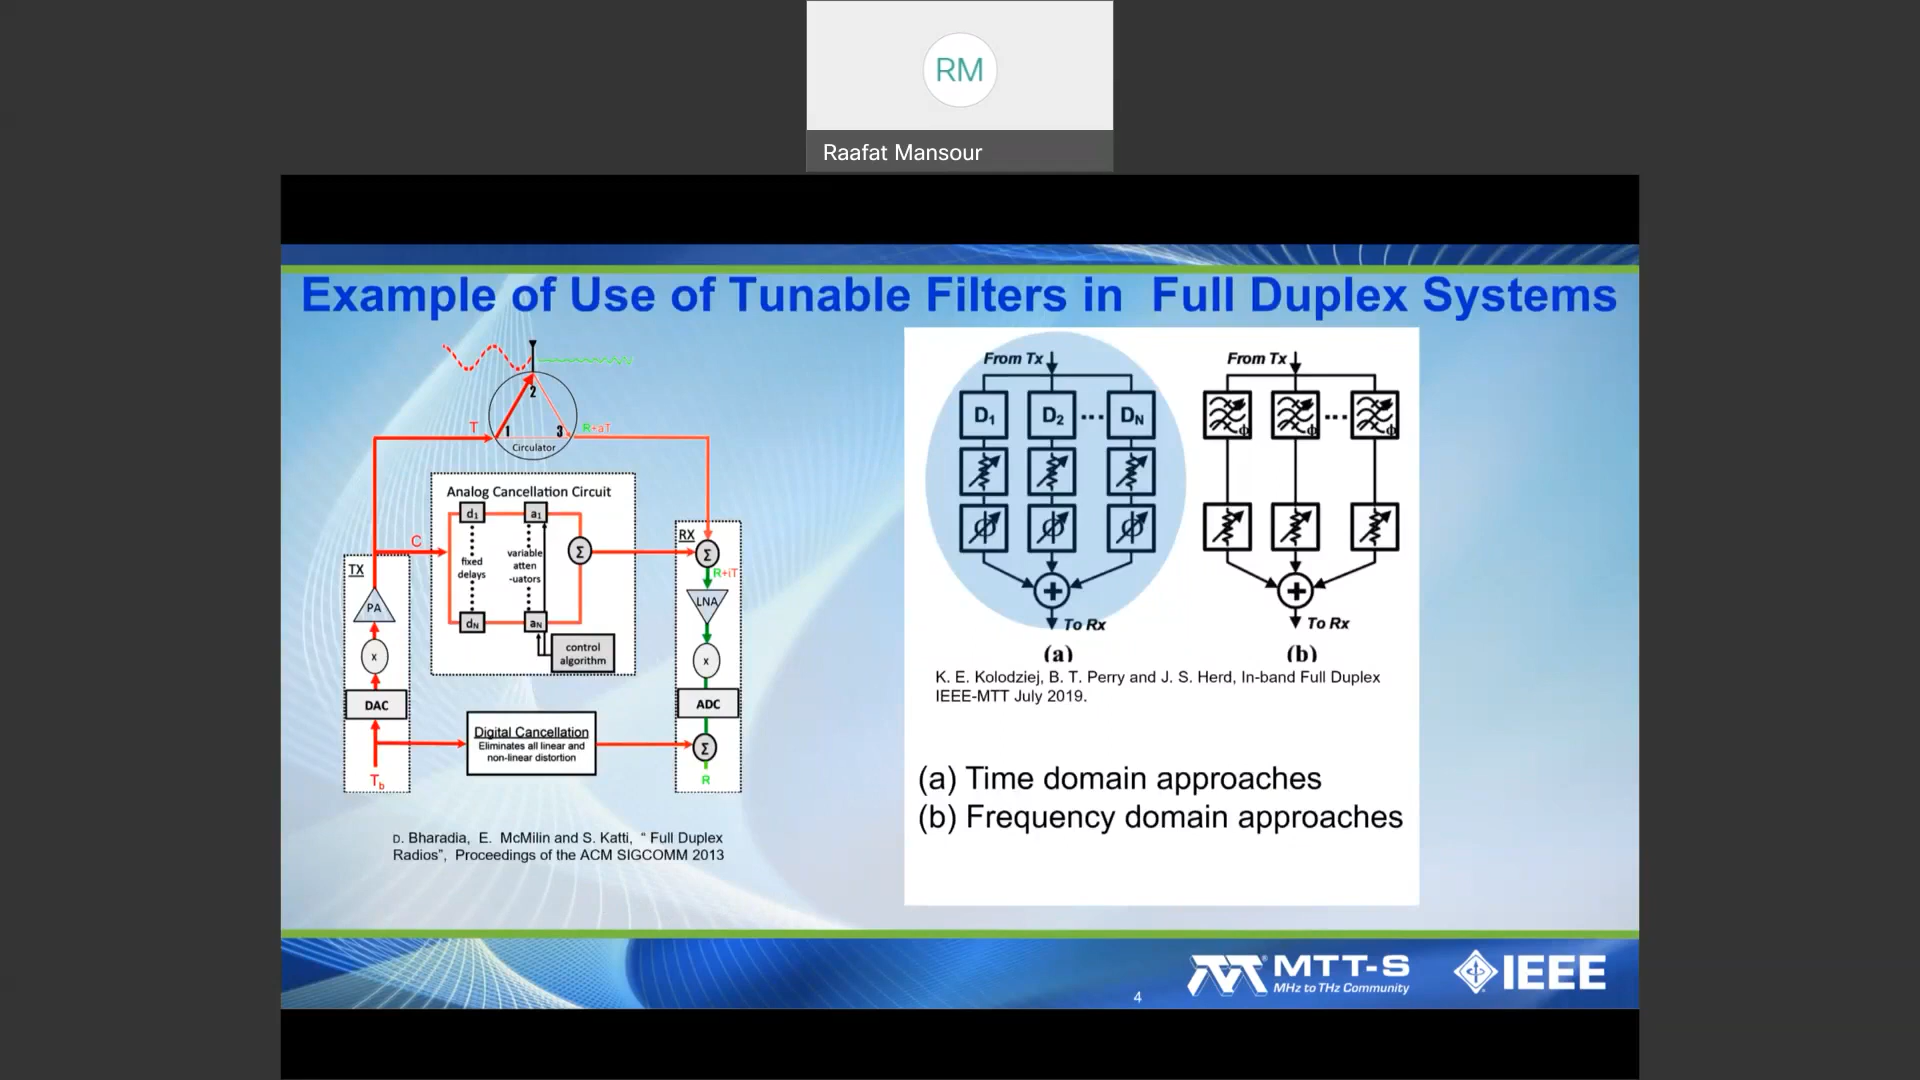 RM
Raafat Mansour
Example of Use of Tunable Filters in Full Duplex Systems
2
1
3
Circulator
T
R+aT
Analog Cancellation Circuit
d1
a1
fixed
delays
variable
atten
-uators
Σ
dN
aN
control
algorithm
C
TX
PA
x
DAC
Tb
Digital Cancellation
Eliminates all linear and
non-linear distortion
RX
Σ
R+iT
LNA
x
ADC
Σ
R
D. Bharadia, E. McMilin and S. Katti, “ Full Duplex
Radios”, Proceedings of the ACM SIGCOMM 2013
From Tx
D1 D2 ... DN
ϕ ϕ ϕ
+
To Rx
(a)
From Tx
ϕ ϕ ... ϕ
+
To Rx
(b)
K. E. Kolodziej, B. T. Perry and J. S. Herd, In-band Full Duplex
IEEE-MTT July 2019.
(a) Time domain approaches
(b) Frequency domain approaches
4
MTT-S
MHz to THz Community
IEEE